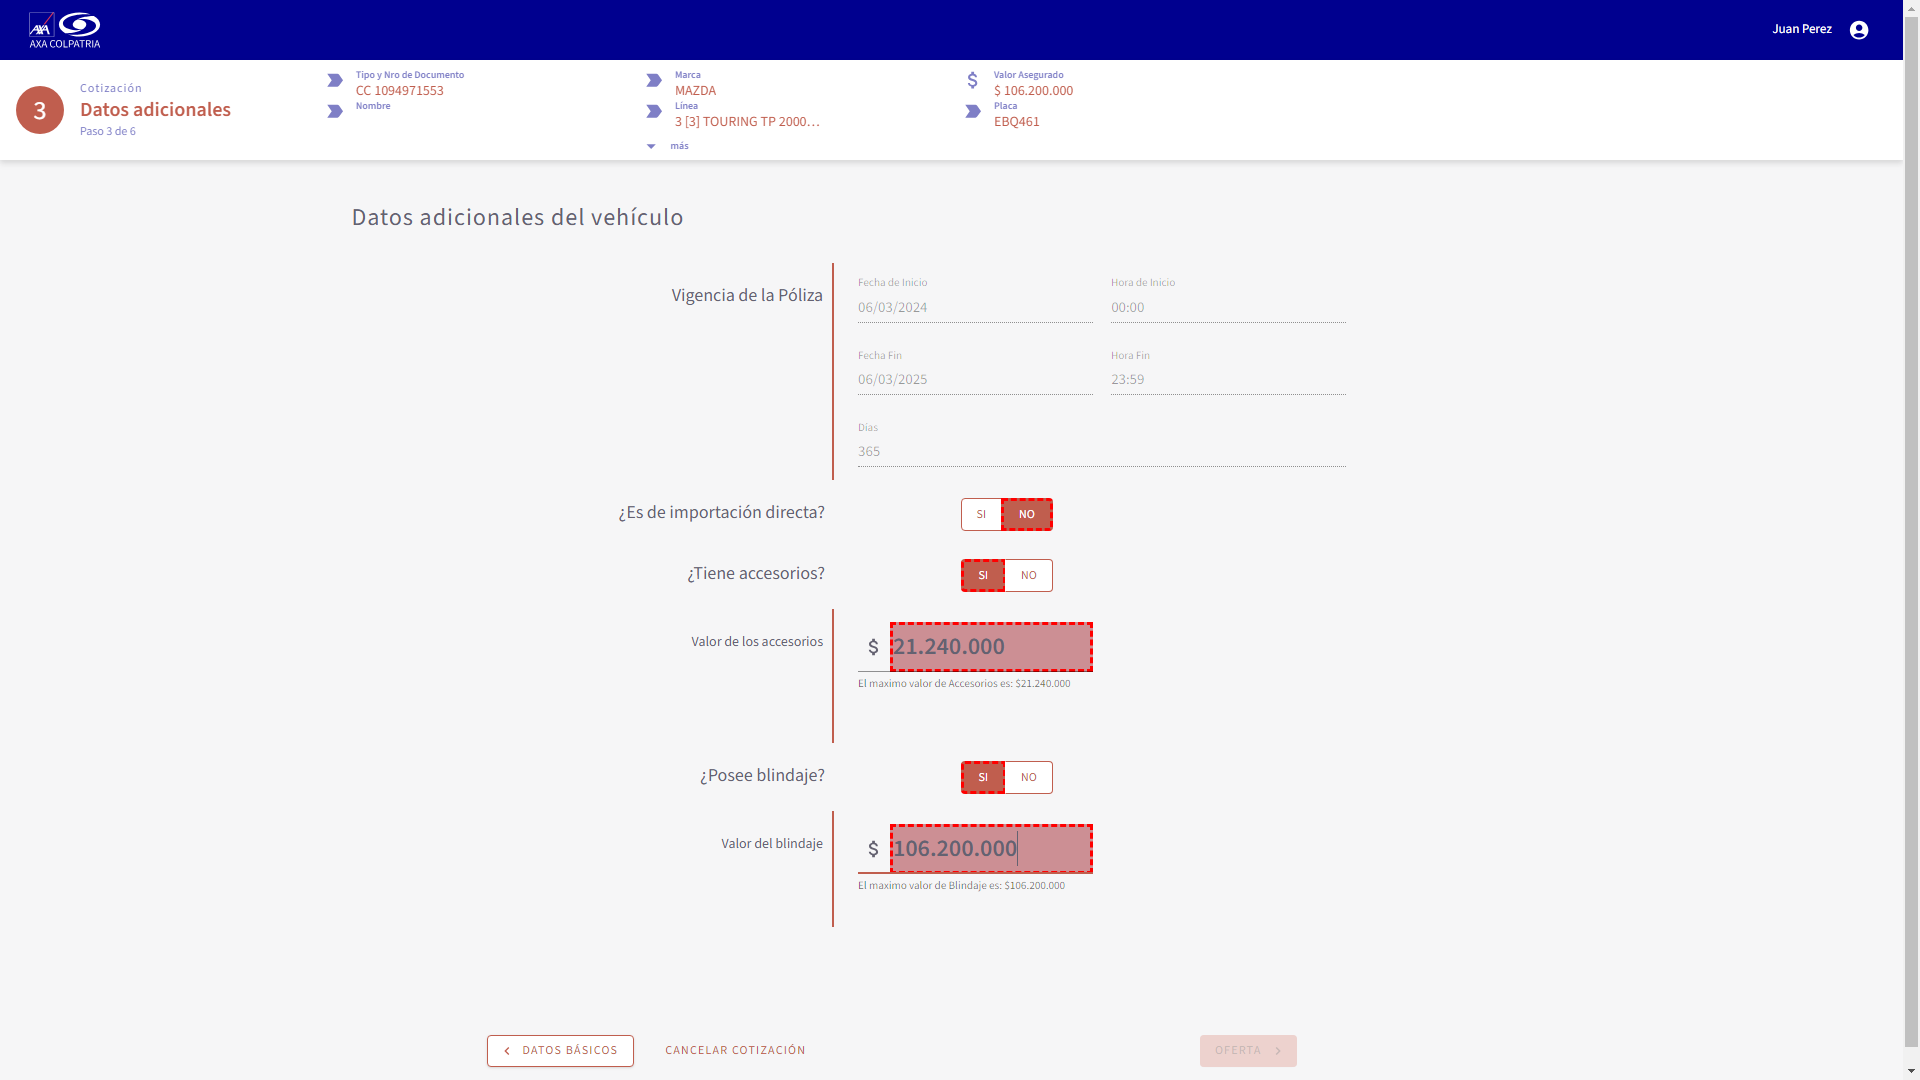 AXA
AXA COLPATRIA
Juan Perez
3
Cotización
Datos adicionales
Paso 3 de 6
Tipo y Nro de Documento
CC 1094971553
Nombre
Marca
MAZDA
Línea
3 [3] TOURING TP 2000...
más
$
Valor Asegurado
$ 106.200.000
Placa
EBQ461
Datos adicionales del vehículo
Vigencia de la Póliza
Fecha de Inicio
06/03/2024
Hora de Inicio
00:00
Fecha Fin
06/03/2025
Hora Fin
23:59
Días
365
¿Es de importación directa?
SI NO
¿Tiene accesorios?
SI NO
Valor de los accesorios
$ 21.240.000
El maximo valor de Accesorios es: $21.240.000
¿Posee blindaje?
SI NO
Valor del blindaje
$ 106.200.000
El maximo valor de Blindaje es: $106.200.000
DATOS BÁSICOS
CANCELAR COTIZACIÓN
OFERTA